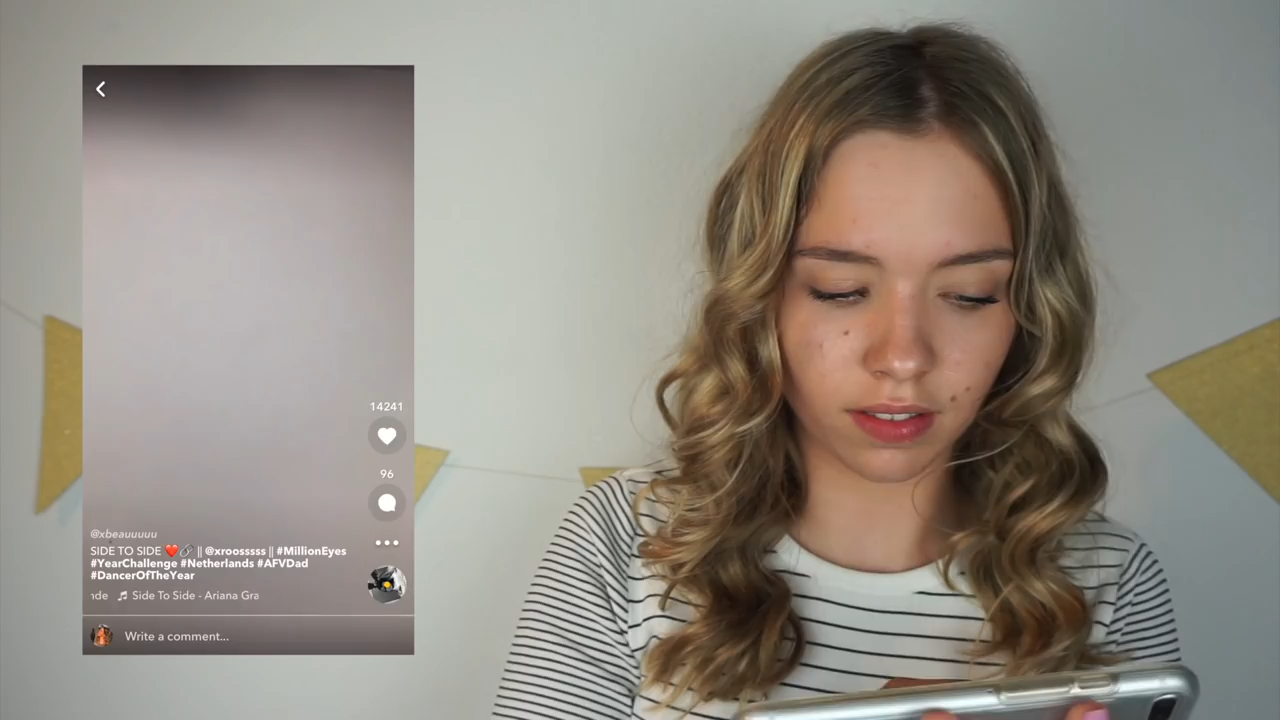 14241
96
@xbeauuuuu
SIDE TO SIDE ❤️🔗 || @xroosssss || #MillionEyes
#YearChallenge #Netherlands #AFVDad
#DancerOfTheYear
nde 🎵 Side To Side - Ariana Gra
Write a comment...